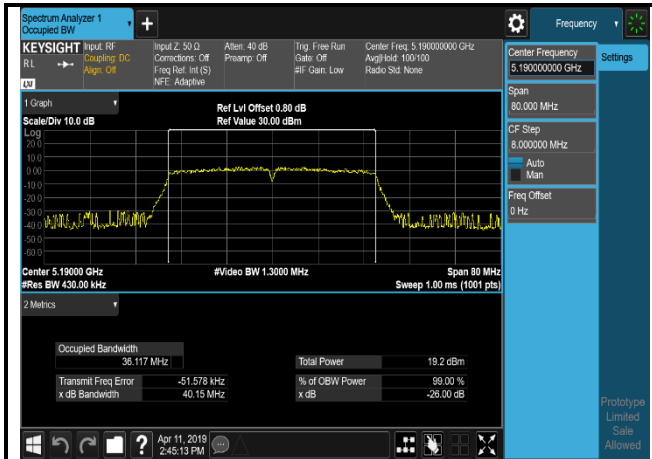 Spectrum Analyzer 1
Occupied BW
Frequency
KEYSIGHT
RL
LXI
Input: RF
Coupling: DC
Align: Off
Input Z: 50 Ω
Corrections: Off
Freq Ref: Int (S)
NFE: Adaptive
Atten: 40 dB
Preamp: Off
Trig: Free Run
Gate: Off
#IF Gain: Low
Center Freq: 5.190000000 GHz
Avg|Hold: 100/100
Radio Std: None
Center Frequency
5.190000000 GHz
Settings
Span
80.000 MHz
CF Step
8.000000 MHz
Auto
Man
Freq Offset
0 Hz
1 Graph
Scale/Div 10.0 dB
Ref Lvl Offset 0.80 dB
Ref Value 30.00 dBm
Log
20.0
10.0
0.00
-10.0
-20.0
-30.0
-40.0
-50.0
-60.0
Center 5.19000 GHz
#Video BW 1.3000 MHz
Span 80 MHz
#Res BW 430.00 kHz
Sweep 1.00 ms (1001 pts)
2 Metrics
Occupied Bandwidth
36.117 MHz
Total Power 19.2 dBm
Transmit Freq Error -51.578 kHz
% of OBW Power 99.00 %
x dB Bandwidth 40.15 MHz
x dB -26.00 dB
Prototype
Limited
Sale
Allowed
?
Apr 11, 2019
2:45:13 PM